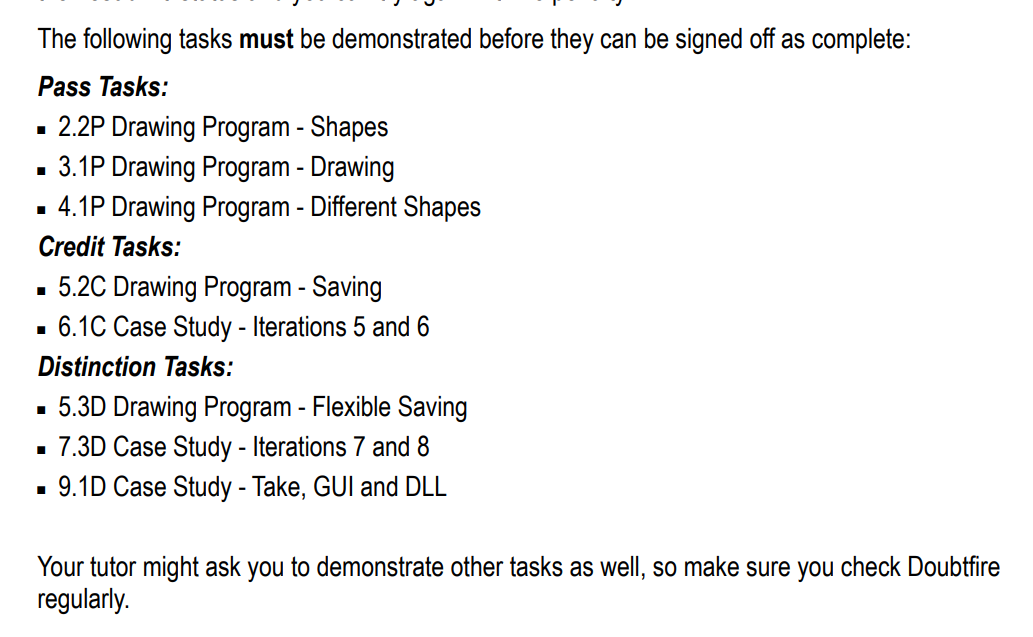 The following tasks must be demonstrated before they can be signed off as complete:
Pass Tasks:
▪ 2.2P Drawing Program - Shapes
▪ 3.1P Drawing Program - Drawing
▪ 4.1P Drawing Program - Different Shapes
Credit Tasks:
▪ 5.2C Drawing Program - Saving
▪ 6.1C Case Study - Iterations 5 and 6
Distinction Tasks:
▪ 5.3D Drawing Program - Flexible Saving
▪ 7.3D Case Study - Iterations 7 and 8
▪ 9.1D Case Study - Take, GUI and DLL
Your tutor might ask you to demonstrate other tasks as well, so make sure you check Doubtfire
regularly.